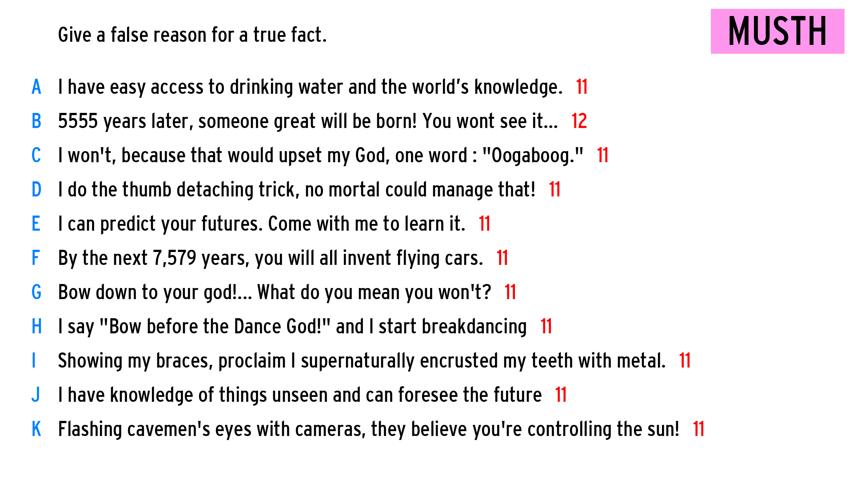 Give a false reason for a true fact.
MUSTH
A I have easy access to drinking water and the world's knowledge. 11
B 5555 years later, someone great will be born! You wont see it... 12
C I won't, because that would upset my God, one word : "Oogaboog." 11
D I do the thumb detaching trick, no mortal could manage that! 11
E I can predict your futures. Come with me to learn it. 11
F By the next 7,579 years, you will all invent flying cars. 11
G Bow down to your god!... What do you mean you won't? 11
H I say "Bow before the Dance God!" and I start breakdancing 11
I Showing my braces, proclaim I supernaturally encrusted my teeth with metal. 11
J I have knowledge of things unseen and can foresee the future 11
K Flashing cavemen's eyes with cameras, they believe you're controlling the sun! 11